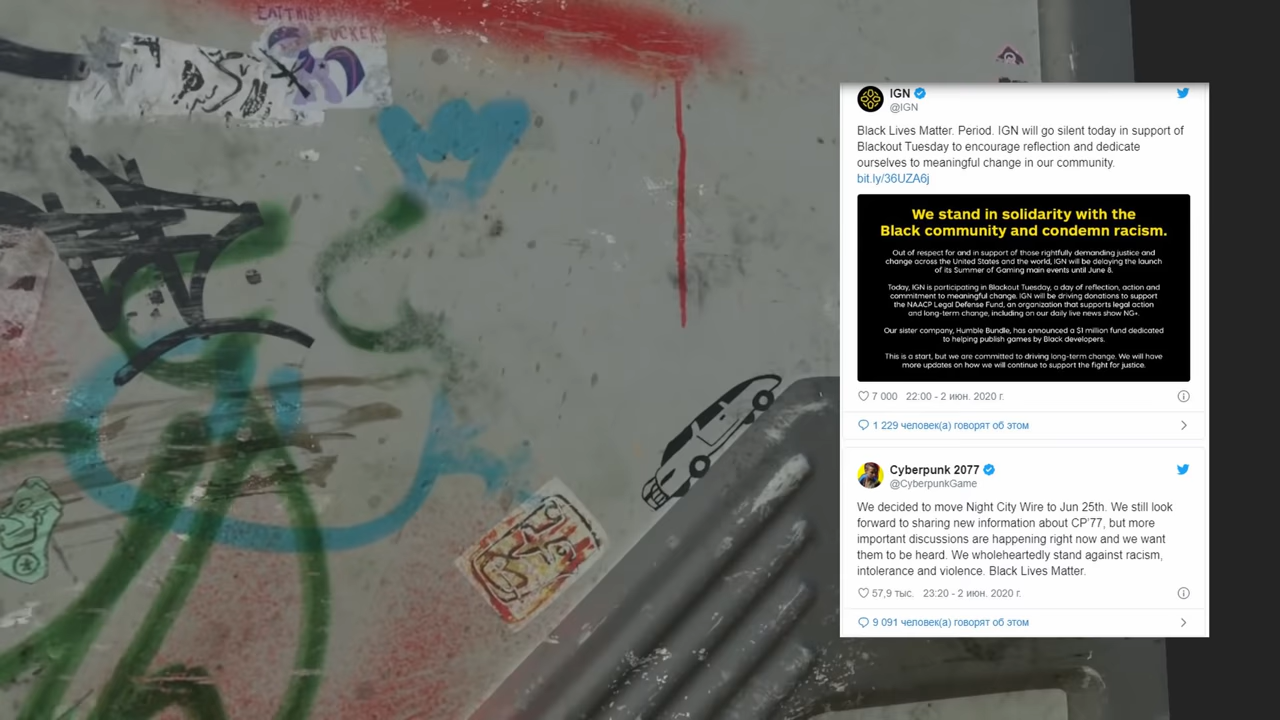 EAT THIS
FUCKER
IGN
@IGN
Black Lives Matter. Period. IGN will go silent today in support of
Blackout Tuesday to encourage reflection and dedicate
ourselves to meaningful change in our community.
bit.ly/36UZA6j
We stand in solidarity with the
Black community and condemn racism.
Out of respect for and in support of those rightfully demanding justice and
change across the United States and the world, IGN will be delaying the launch
of its Summer of Gaming main events until June 8.
Today, IGN is participating in Blackout Tuesday, a day of reflection, action and
commitment to meaningful change. IGN will be driving donations to support
the NAACP Legal Defense Fund, an organization that supports legal action
and long-term change, including on our daily live news show NG+.
Our sister company, Humble Bundle, has announced a $1 million fund dedicated
to helping publish games by Black developers.
This is a start, but we are committed to driving long-term change. We will have
more updates on how we will continue to support the fight for justice.
7 000 22:00 - 2 июн. 2020 г.
1 229 человек(а) говорят об этом
Cyberpunk 2077
@CyberpunkGame
We decided to move Night City Wire to Jun 25th. We still look
forward to sharing new information about CP'77, but more
important discussions are happening right now and we want
them to be heard. We wholeheartedly stand against racism,
intolerance and violence. Black Lives Matter.
57,9 тыс. 23:20 - 2 июн. 2020 г.
9 091 человек(а) говорят об этом